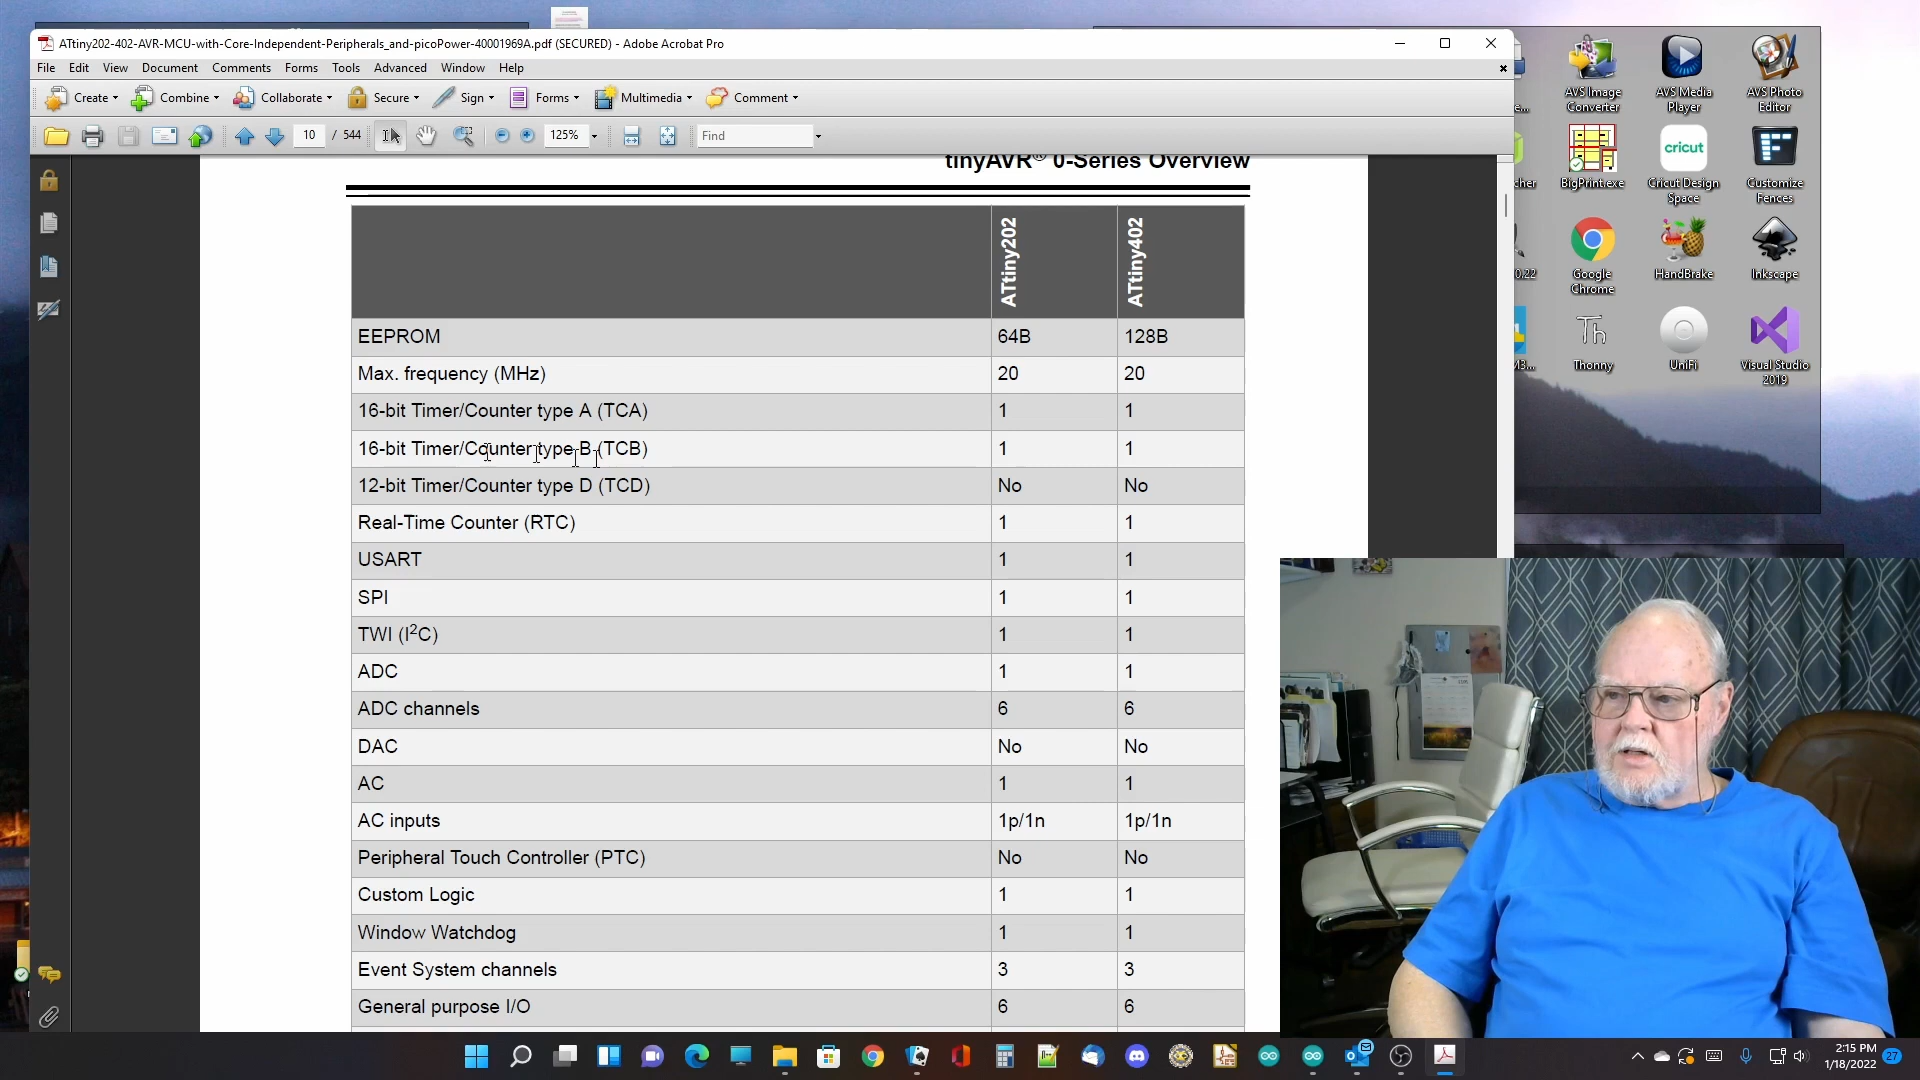 ATtiny202-402-AVR-MCU-with-Core-Independent-Peripherals_and-picoPower-40001969A.pdf (SECURED) - Adobe Acrobat Pro
File Edit View Document Comments Forms Tools Advanced Window Help
Create Combine Collaborate Secure Sign Forms Multimedia Comment
10 / 544 125% Find
tinyAVR® 0-Series Overview
ATtiny202 ATtiny402
EEPROM 64B 128B
Max. frequency (MHz) 20 20
16-bit Timer/Counter type A (TCA) 1 1
16-bit Timer/Counter type B (TCB) 1 1
12-bit Timer/Counter type D (TCD) No No
Real-Time Counter (RTC) 1 1
USART 1 1
SPI 1 1
TWI (I²C) 1 1
ADC 1 1
ADC channels 6 6
DAC No No
AC 1 1
AC inputs 1p/1n 1p/1n
Peripheral Touch Controller (PTC) No No
Custom Logic 1 1
Window Watchdog 1 1
Event System channels 3 3
General purpose I/O 6 6
AVS Image Converter
AVS Media Player
AVS Photo Editor
BigPrint.exe
cricut
Cricut Design Space
Customize Fences
Google Chrome
HandBrake
Inkscape
Th
Thonny
UniFi
Visual Studio 2019
2:15 PM
1/18/2022
27